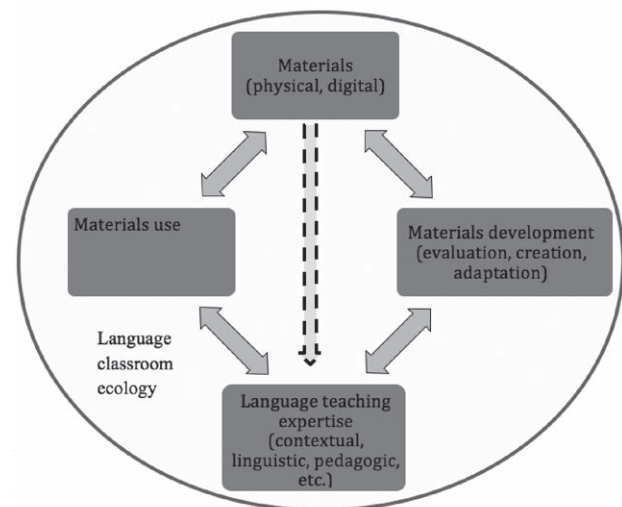 Materials
(physical, digital)
Materials use
Materials development
(evaluation, creation,
adaptation)
Language
classroom
ecology
Language teaching
expertise
(contextual,
linguistic, pedagogic,
etc.)